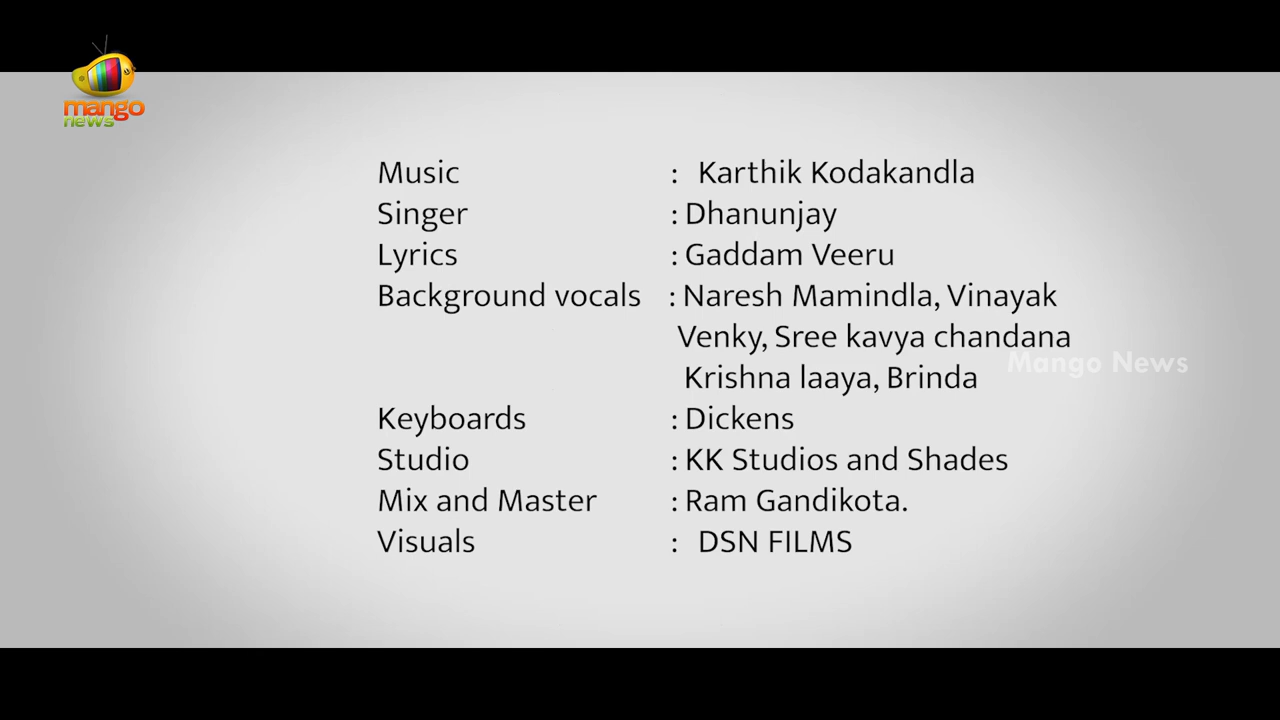 mango
news
Music : Karthik Kodakandla
Singer : Dhanunjay
Lyrics : Gaddam Veeru
Background vocals : Naresh Mamindla, Vinayak
Venky, Sree kavya chandana
Mango News
Krishna laaya, Brinda
Keyboards : Dickens
Studio : KK Studios and Shades
Mix and Master : Ram Gandikota.
Visuals : DSN FILMS